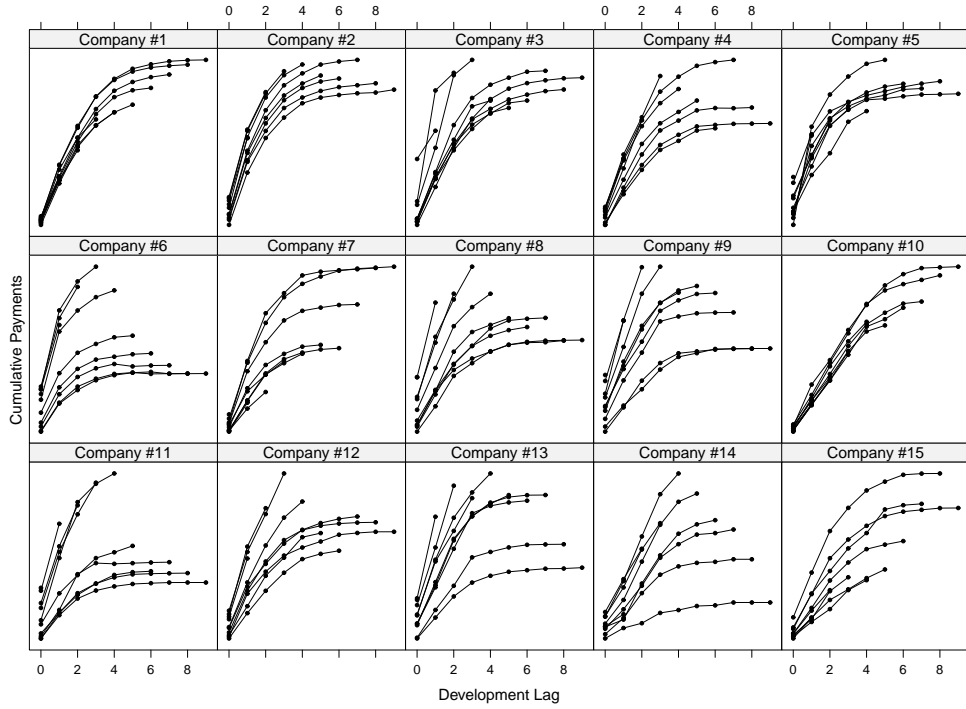 0 2 4 6 8 0 2 4 6 8
Company #1 Company #2 Company #3 Company #4 Company #5
Company #6 Company #7 Company #8 Company #9 Company #10
Company #11 Company #12 Company #13 Company #14 Company #15
Cumulative Payments
0 2 4 6 8 0 2 4 6 8 0 2 4 6 8
Development Lag